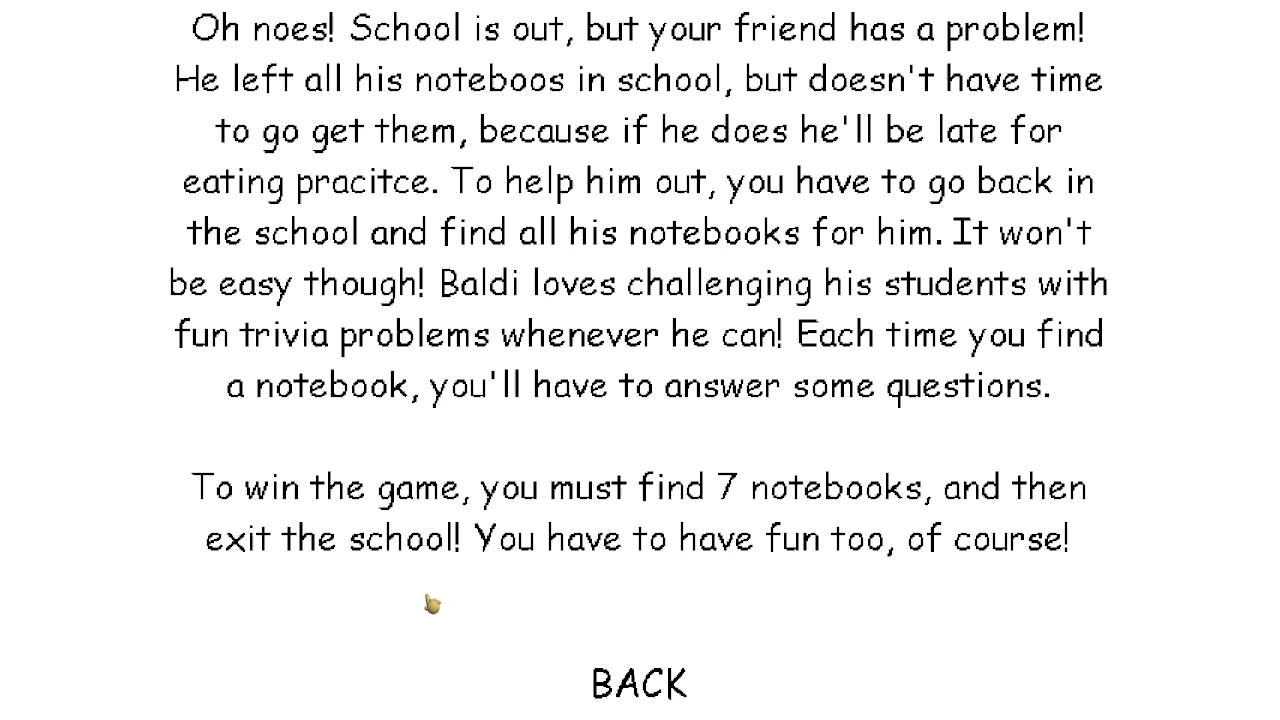 Oh noes! School is out, but your friend has a problem!
He left all his noteboos in school, but doesn't have time
to go get them, because if he does he'll be late for
eating pracitce. To help him out, you have to go back in
the school and find all his notebooks for him. It won't
be easy though! Baldi loves challenging his students with
fun trivia problems whenever he can! Each time you find
a notebook, you'll have to answer some questions.
To win the game, you must find 7 notebooks, and then
exit the school! You have to have fun too, of course!
BACK